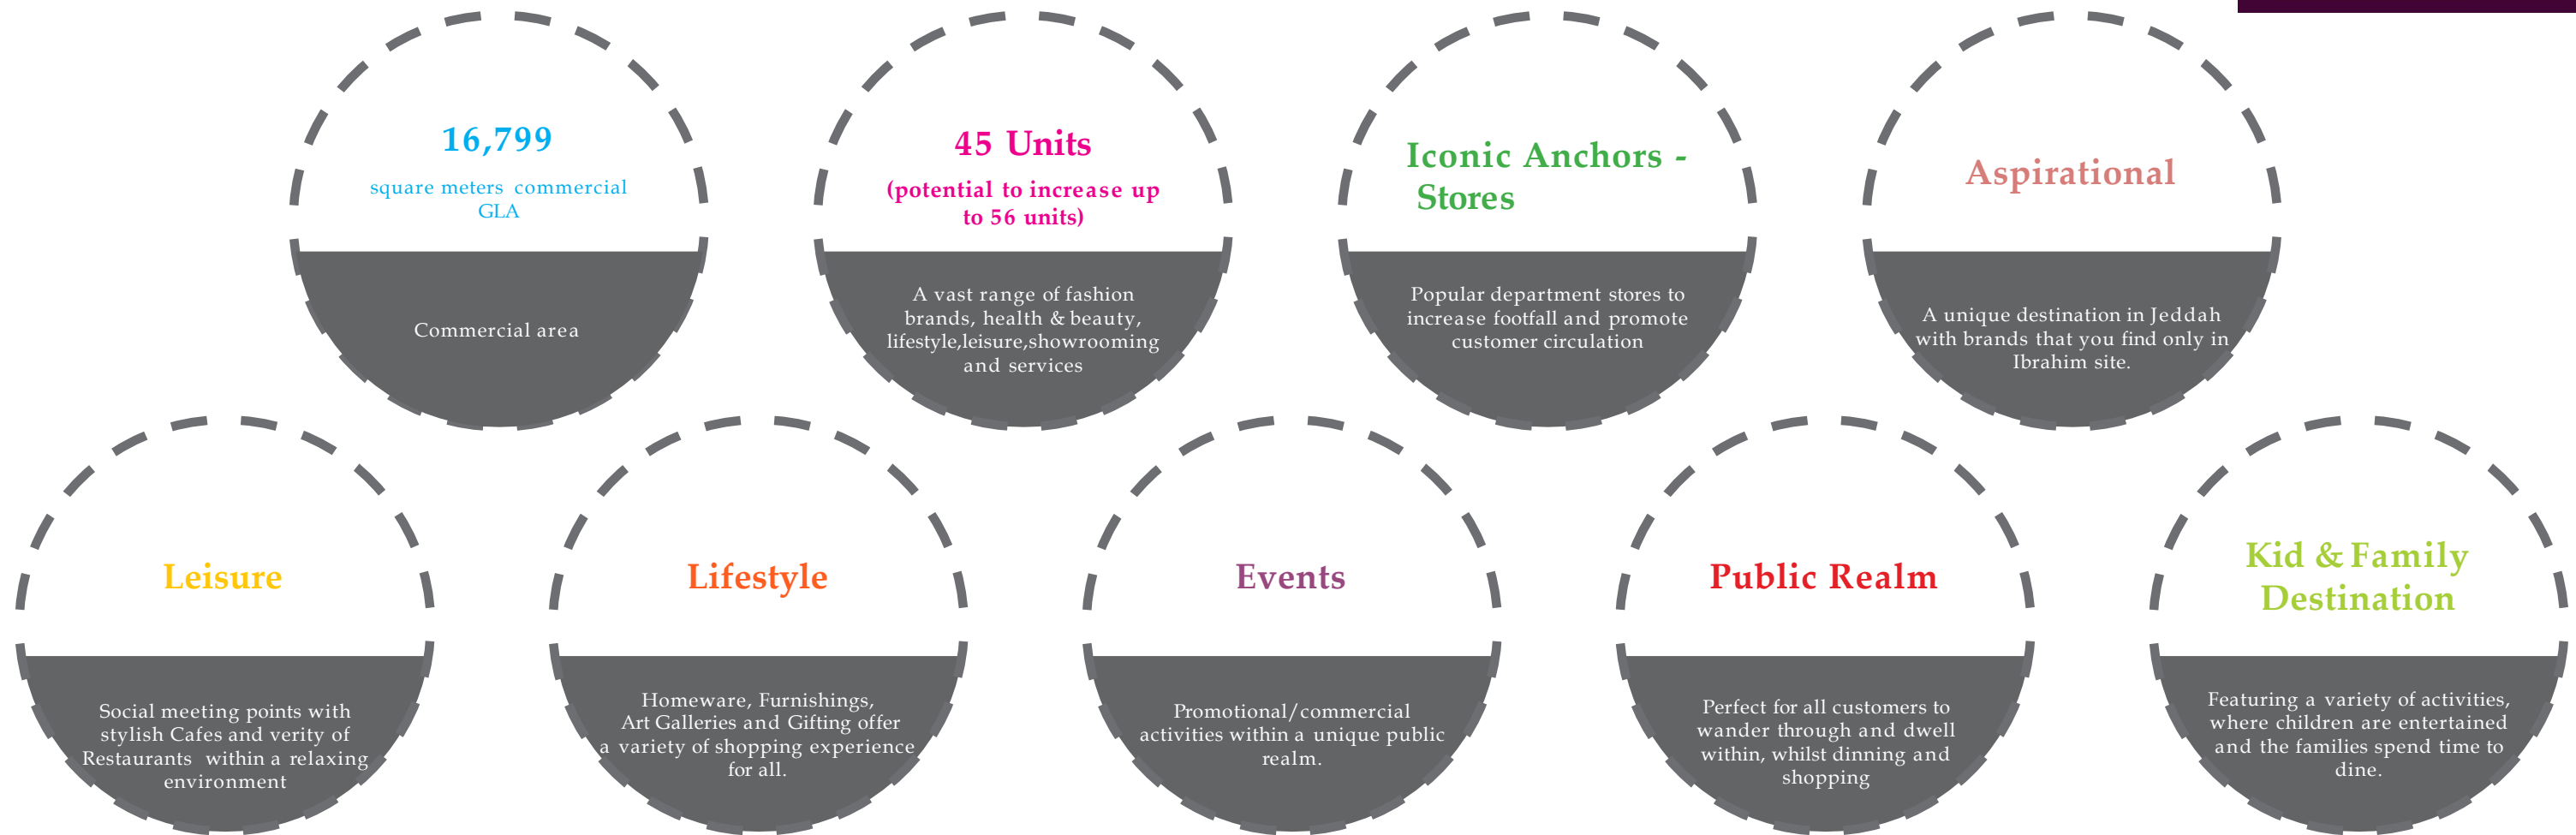 16,799
square meters commercial
GLA
Commercial area
45 Units
(potential to increase up
to 56 units)
A vast range of fashion
brands, health & beauty,
lifestyle,leisure,showrooming
and services
Iconic Anchors -
Stores
Popular department stores to
increase footfall and promote
customer circulation
Aspirational
A unique destination in Jeddah
with brands that you find only in
Ibrahim site.
Leisure
Social meeting points with
stylish Cafes and verity of
Restaurants within a relaxing
environment
Lifestyle
Homeware, Furnishings,
Art Galleries and Gifting offer
a variety of shopping experience
for all.
Events
Promotional/commercial
activities within a unique public
realm.
Public Realm
Perfect for all customers to
wander through and dwell
within, whilst dinning and
shopping
Kid & Family
Destination
Featuring a variety of activities,
where children are entertained
and the families spend time to
dine.